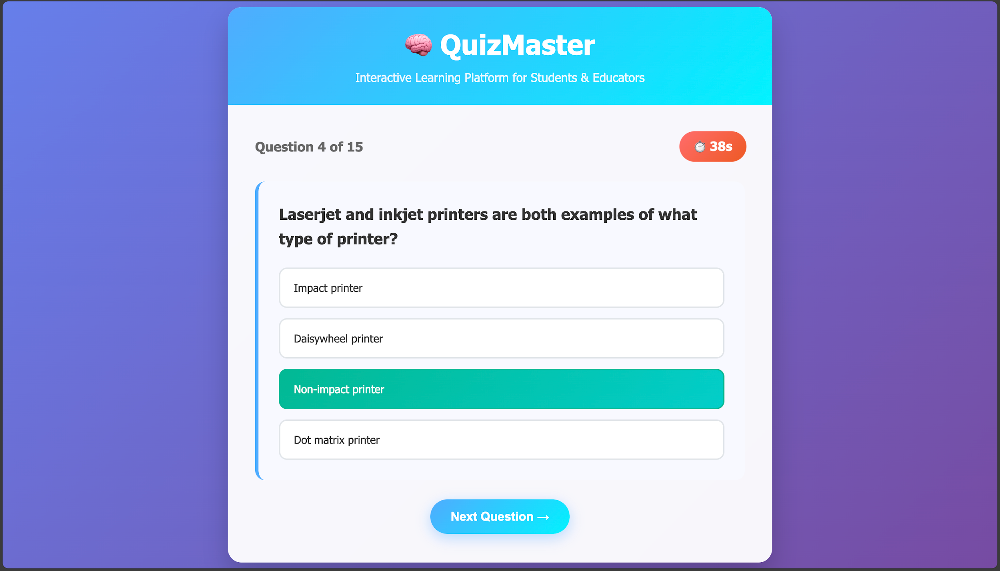 🧠 QuizMaster
Interactive Learning Platform for Students & Educators
Question 4 of 15
⏱️ 38s
Laserjet and inkjet printers are both examples of what
type of printer?
Impact printer
Daisywheel printer
Non-impact printer
Dot matrix printer
Next Question →